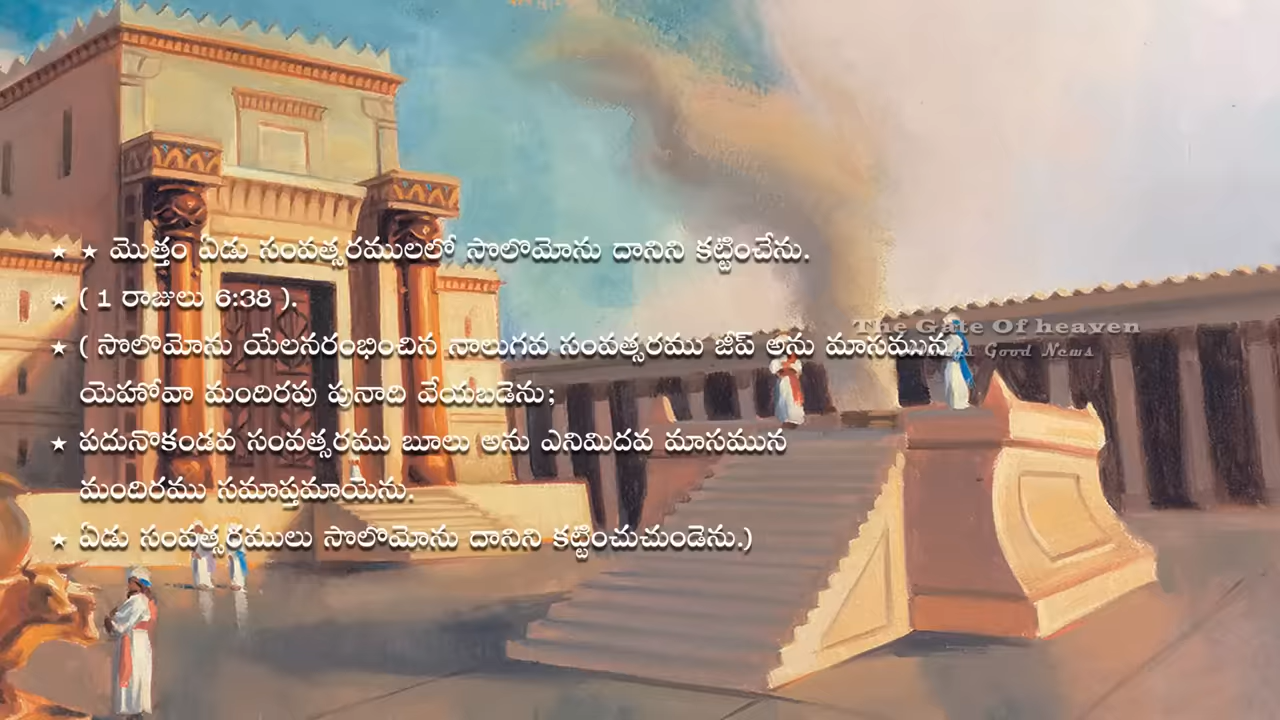 ★ ★ మొత్తం ఏడు సంవత్సరములలో సొలొమోను దానిని కట్టించేను.
★ ( 1 రాజులు 6:38 ).
★ ( సొలొమోను యేలనరంభించిన నాలుగవ సంవత్సరము జీప్ అను మాసమున
The Gate Of heaven
Good News
యెహోవా మందిరపు పునాది వేయబడెను;
★ పదునొకండవ సంవత్సరము బూలు అను ఎనిమిదవ మాసమున
మందిరము సమాప్తమాయెను.
★ ఏడు సంవత్సరములు సొలొమోను దానిని కట్టించుచుండెను.)